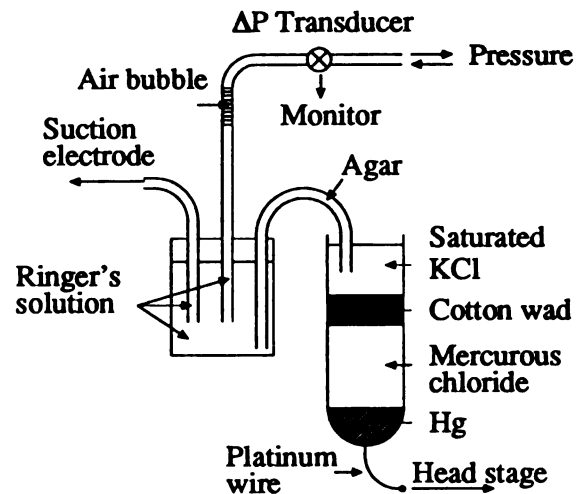 ΔP Transducer
Pressure
Air bubble
Monitor
Suction
electrode
Agar
Saturated
KCl
Ringer's
solution
Cotton wad
Mercurous
chloride
Hg
Platinum
wire
Head stage